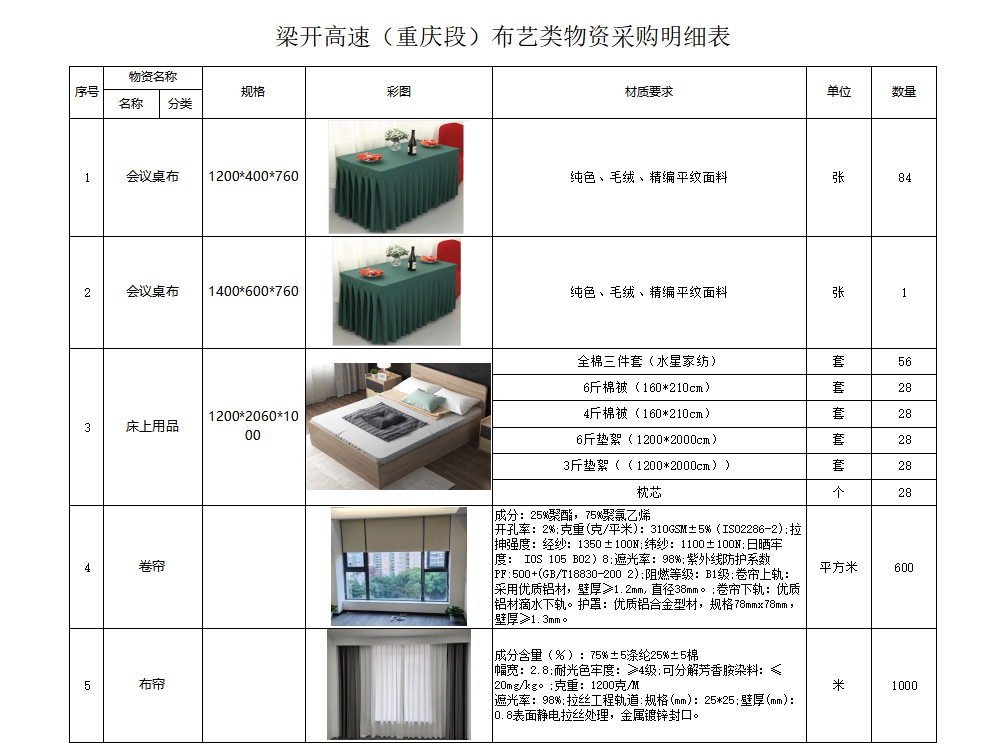 梁开高速（重庆段）布艺类物资采购明细表
序号 物资名称 规格 彩图 材质要求 单位 数量
名称 分类
1 会议桌布 1200*400*760 纯色、毛绒、精编平纹面料 张 84
2 会议桌布 1400*600*760 纯色、毛绒、精编平纹面料 张 1
3 床上用品 1200*2060*10
00
全棉三件套（水星家纺） 套 56
6斤棉被（160*210cm） 套 28
4斤棉被（160*210cm） 套 28
6斤垫絮（1200*2000cm） 套 28
3斤垫絮（（1200*2000cm）） 套 28
枕芯 个 28
4 卷帘 平方米 600
成分：25%聚酯，75%聚氯乙烯
开孔率：2%;克重(克/平米)：310GSM±5%（ISO2286-2);拉
抻强度：经纱：1350±100N;纬纱：1100±100N;日晒牢
度： IOS 105 B02）8;遮光率：98%;紫外线防护系数
PF:500+(GB/T18830-200 2);阻燃等级：B1级;卷帘上轨：
采用优质铝材，壁厚≥1.2mm,直径38mm。;卷帘下轨：优质
铝材滴水下轨。护罩：优质铝合金型材，规格78mmx78mm，
壁厚≥1.3mm。
5 布帘 米 1000
成分含量（%）：75%±5涤纶25%±5棉
幅宽：2.8;耐光色牢度：≥4级;可分解芳香胺染料：≤
20mg/kg。;克重：1200克/M
遮光率：98%;拉丝工程轨道:规格(mm)：25*25;壁厚(mm)：
0.8表面静电拉丝处理，金属镀锌封口。